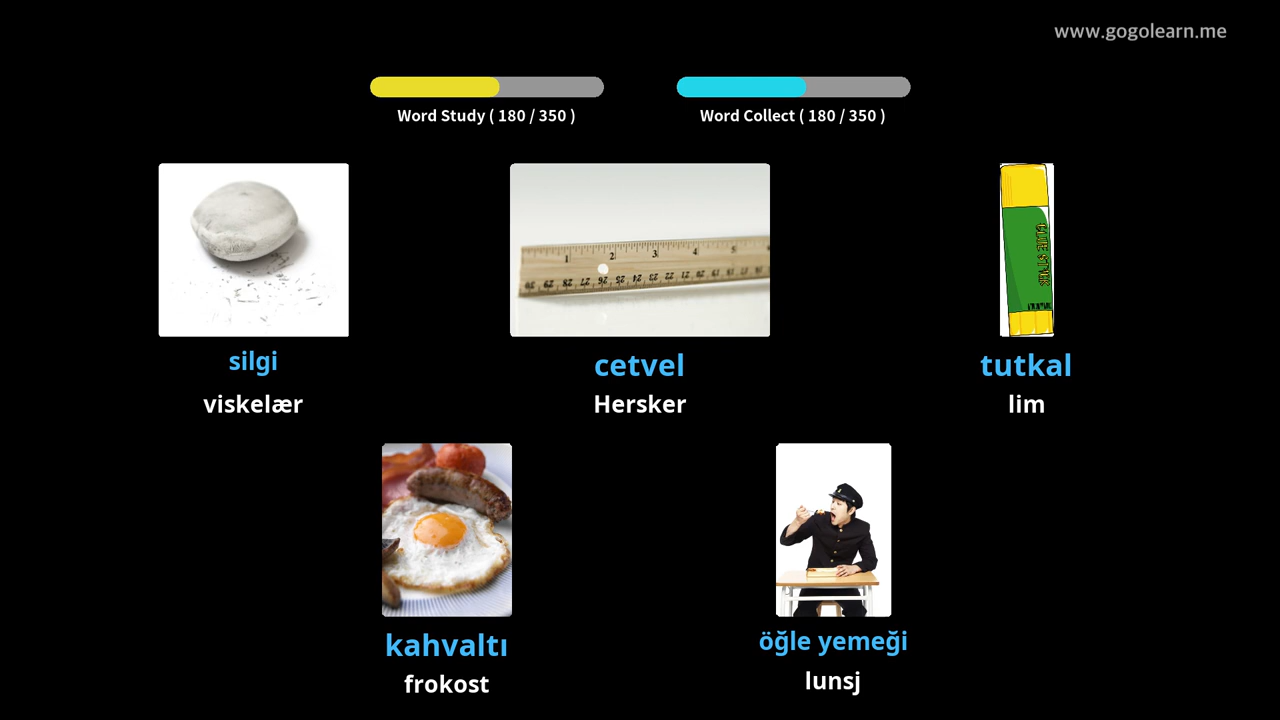 www.gogolearn.me
Word Study ( 180 / 350 )
Word Collect ( 180 / 350 )
silgi
viskelær
cetvel
Hersker
tutkal
lim
kahvaltı
frokost
öğle yemeği
lunsj